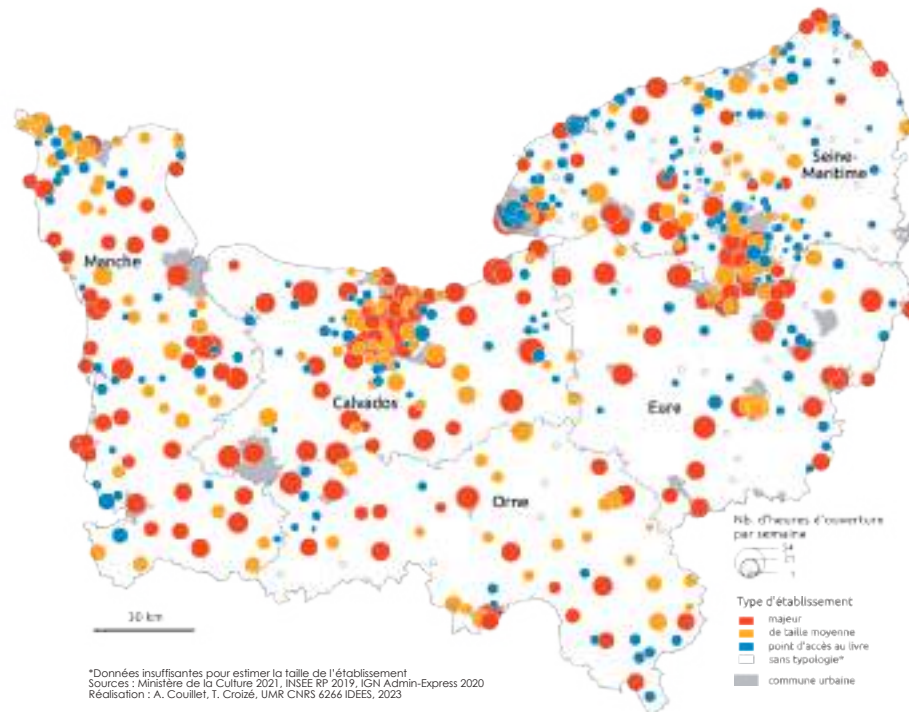 Seine-
Maritime
Manche
Calvados
Eure
Orne
Nb. d'heures d'ouverture
par semaine
54
21
1
30 km
Type d'établissement
majeur
de taille moyenne
point d'accès au livre
sans typologie*
commune urbaine
*Données insuffisantes pour estimer la taille de l'établissement
Sources : Ministère de la Culture 2021, INSEE RP 2019, IGN Admin-Express 2020
Réalisation : A. Couillet, T. Croizé, UMR CNRS 6266 IDEES, 2023